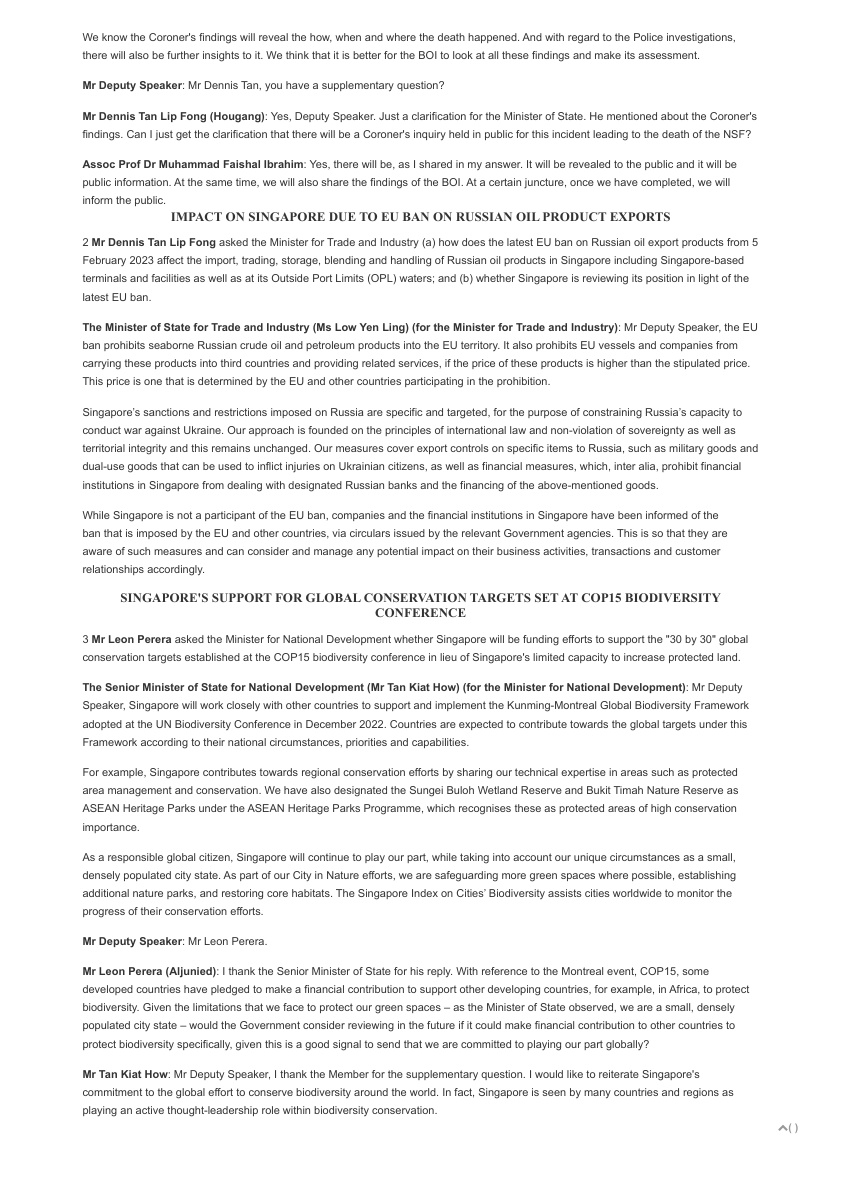 We know the Coroner's findings will reveal the how, when and where the death happened. And with regard to the Police investigations,
there will also be further insights to it. We think that it is better for the BOI to look at all these findings and make its assessment.
Mr Deputy Speaker: Mr Dennis Tan, you have a supplementary question?
Mr Dennis Tan Lip Fong (Hougang): Yes, Deputy Speaker. Just a clarification for the Minister of State. He mentioned about the Coroner's
findings. Can I just get the clarification that there will be a Coroner's inquiry held in public for this incident leading to the death of the NSF?
Assoc Prof Dr Muhammad Faishal Ibrahim: Yes, there will be, as I shared in my answer. It will be revealed to the public and it will be
public information. At the same time, we will also share the findings of the BOI. At a certain juncture, once we have completed, we will
inform the public.
IMPACT ON SINGAPORE DUE TO EU BAN ON RUSSIAN OIL PRODUCT EXPORTS
2 Mr Dennis Tan Lip Fong asked the Minister for Trade and Industry (a) how does the latest EU ban on Russian oil export products from 5
February 2023 affect the import, trading, storage, blending and handling of Russian oil products in Singapore including Singapore-based
terminals and facilities as well as at its Outside Port Limits (OPL) waters; and (b) whether Singapore is reviewing its position in light of the
latest EU ban.
The Minister of State for Trade and Industry (Ms Low Yen Ling) (for the Minister for Trade and Industry): Mr Deputy Speaker, the EU
ban prohibits seaborne Russian crude oil and petroleum products into the EU territory. It also prohibits EU vessels and companies from
carrying these products into third countries and providing related services, if the price of these products is higher than the stipulated price.
This price is one that is determined by the EU and other countries participating in the prohibition.
Singapore’s sanctions and restrictions imposed on Russia are specific and targeted, for the purpose of constraining Russia’s capacity to
conduct war against Ukraine. Our approach is founded on the principles of international law and non-violation of sovereignty as well as
territorial integrity and this remains unchanged. Our measures cover export controls on specific items to Russia, such as military goods and
dual-use goods that can be used to inflict injuries on Ukrainian citizens, as well as financial measures, which, inter alia, prohibit financial
institutions in Singapore from dealing with designated Russian banks and the financing of the above-mentioned goods.
While Singapore is not a participant of the EU ban, companies and the financial institutions in Singapore have been informed of the
ban that is imposed by the EU and other countries, via circulars issued by the relevant Government agencies. This is so that they are
aware of such measures and can consider and manage any potential impact on their business activities, transactions and customer
relationships accordingly.
SINGAPORE'S SUPPORT FOR GLOBAL CONSERVATION TARGETS SET AT COP15 BIODIVERSITY
CONFERENCE
3 Mr Leon Perera asked the Minister for National Development whether Singapore will be funding efforts to support the "30 by 30" global
conservation targets established at the COP15 biodiversity conference in lieu of Singapore's limited capacity to increase protected land.
The Senior Minister of State for National Development (Mr Tan Kiat How) (for the Minister for National Development): Mr Deputy
Speaker, Singapore will work closely with other countries to support and implement the Kunming-Montreal Global Biodiversity Framework
adopted at the UN Biodiversity Conference in December 2022. Countries are expected to contribute towards the global targets under this
Framework according to their national circumstances, priorities and capabilities.
For example, Singapore contributes towards regional conservation efforts by sharing our technical expertise in areas such as protected
area management and conservation. We have also designated the Sungei Buloh Wetland Reserve and Bukit Timah Nature Reserve as
ASEAN Heritage Parks under the ASEAN Heritage Parks Programme, which recognises these as protected areas of high conservation
importance.
As a responsible global citizen, Singapore will continue to play our part, while taking into account our unique circumstances as a small,
densely populated city state. As part of our City in Nature efforts, we are safeguarding more green spaces where possible, establishing
additional nature parks, and restoring core habitats. The Singapore Index on Cities’ Biodiversity assists cities worldwide to monitor the
progress of their conservation efforts.
Mr Deputy Speaker: Mr Leon Perera.
Mr Leon Perera (Aljunied): I thank the Senior Minister of State for his reply. With reference to the Montreal event, COP15, some
developed countries have pledged to make a financial contribution to support other developing countries, for example, in Africa, to protect
biodiversity. Given the limitations that we face to protect our green spaces – as the Minister of State observed, we are a small, densely
populated city state – would the Government consider reviewing in the future if it could make financial contribution to other countries to
protect biodiversity specifically, given this is a good signal to send that we are committed to playing our part globally?
Mr Tan Kiat How: Mr Deputy Speaker, I thank the Member for the supplementary question. I would like to reiterate Singapore's
commitment to the global effort to conserve biodiversity around the world. In fact, Singapore is seen by many countries and regions as
playing an active thought-leadership role within biodiversity conservation.
( )